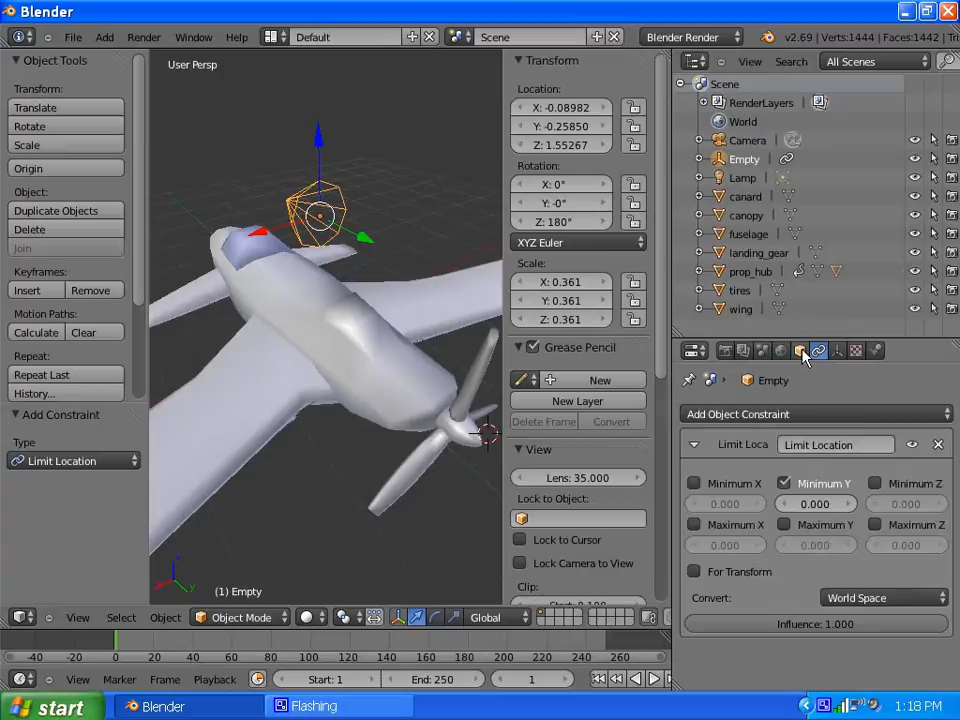 Blender
File Add Render Window Help Default Scene Blender Render v2.69 | Verts:1444 | Faces:1442 | Tri
Object Tools
Transform:
Translate
Rotate
Scale
Origin
Object:
Duplicate Objects
Delete
Join
Keyframes:
Insert Remove
Motion Paths:
Calculate Clear
Repeat:
Repeat Last
History...
Add Constraint
Type
Limit Location
User Persp
(1) Empty
Transform
Location:
X: -0.08982
Y: -0.25850
Z: 1.55267
Rotation:
X: 0°
Y: -0°
Z: 180°
XYZ Euler
Scale:
X: 0.361
Y: 0.361
Z: 0.361
Grease Pencil
New
New Layer
Delete Frame Convert
View
Lens: 35.000
Lock to Object:
Lock to Cursor
Lock Camera to View
Clip:
Start: 0.100
View Search All Scenes
Scene
RenderLayers
World
Camera
Empty
Lamp
canard
canopy
fuselage
landing_gear
prop_hub
tires
wing
Empty
Add Object Constraint
Limit Loca Limit Location
Minimum X Minimum Y Minimum Z
0.000 0.000 0.000
Maximum X Maximum Y Maximum Z
0.000 0.000 0.000
For Transform
Convert: World Space
Influence: 1.000
View Select Object Object Mode Global
-40 -20 0 20 40 60 80 100 120 140 160 180 200 220 240 260
View Marker Frame Playback Start: 1 End: 250 1
start Blender Flashing 1:18 PM